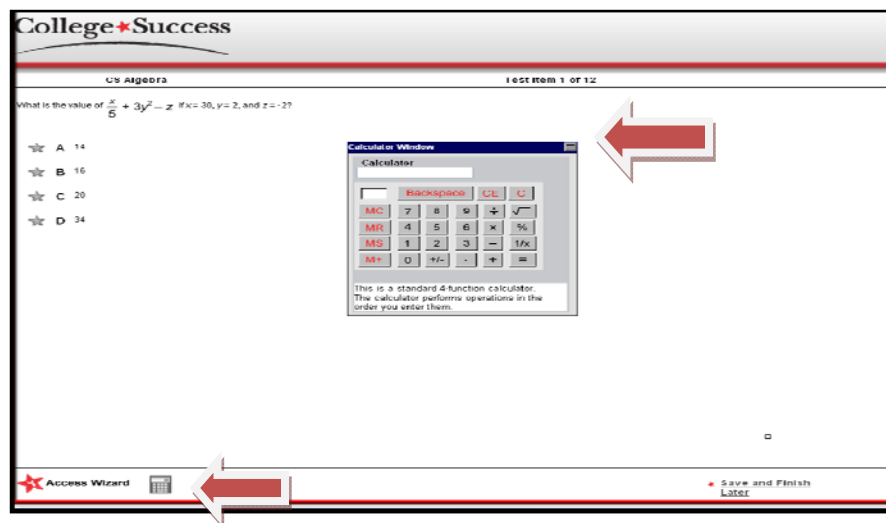 College★Success
CS Algebra
Test Item 1 of 12
What is the value of x/5 + 3y² – z if x = 30, y = 2, and z = -2?
A 14
B 16
C 20
D 34
Calculator Window
Calculator
Backspace CE C
MC 7 8 9 ÷ √
MR 4 5 6 × %
MS 1 2 3 – 1/x
M+ 0 +/- . + =
This is a standard 4-function calculator.
The calculator performs operations in the
order you enter them.
Access Wizard
Save and Finish
Later